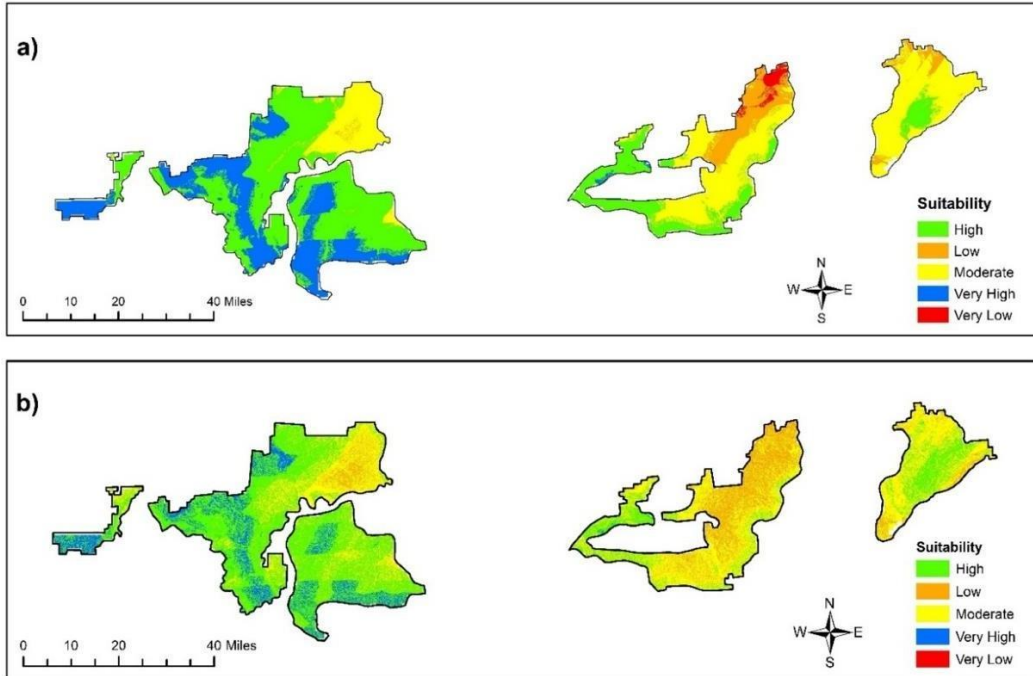 a)
Suitability
High
Low
Moderate
Very High
Very Low
N
W E
S
0 10 20 40 Miles
b)
Suitability
High
Low
Moderate
Very High
Very Low
N
W E
S
0 10 20 40 Miles